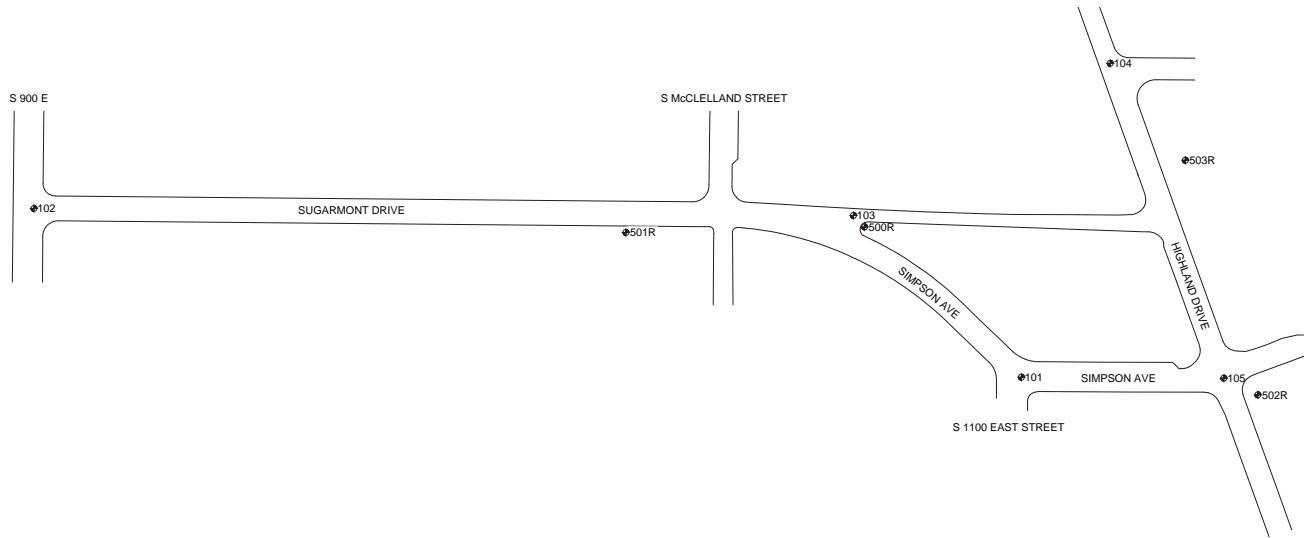 104
S 900 E
S McCLELLAND STREET
503R
102
SUGARMONT DRIVE
103
500R
501R
HIGHLAND DRIVE
SIMPSON AVE
101
SIMPSON AVE
105
502R
S 1100 EAST STREET